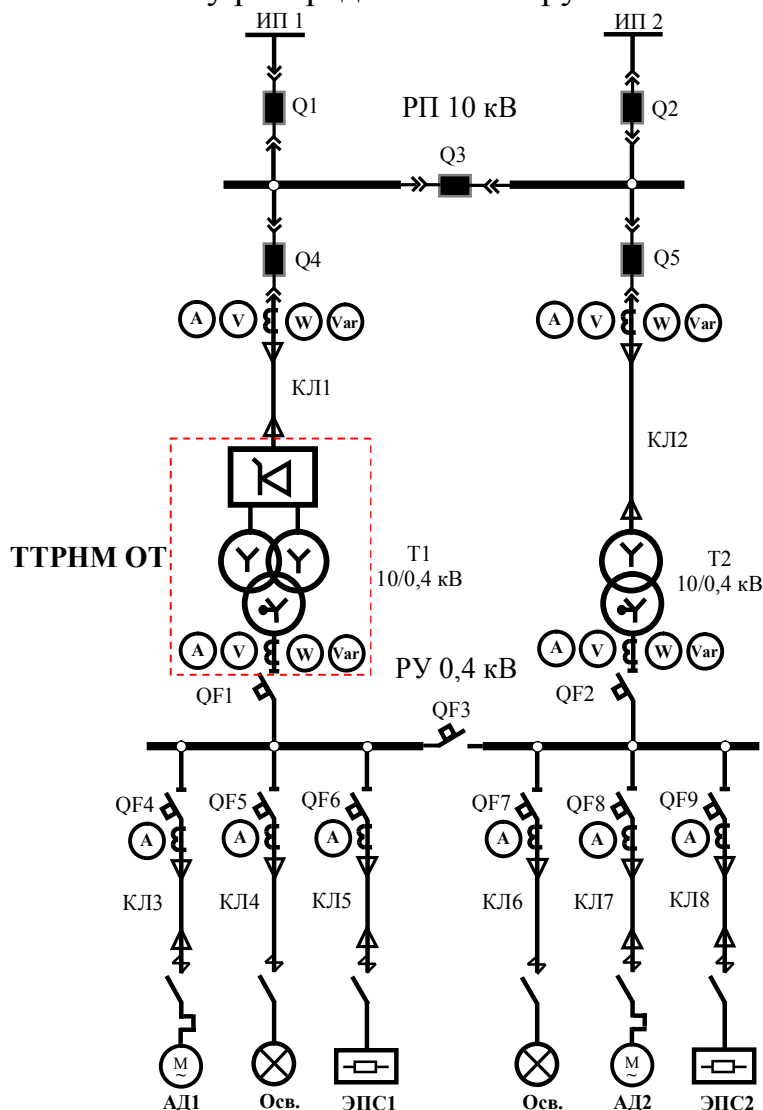 ИП 1 ИП 2
Q1 РП 10 кВ Q2
Q3
Q4 Q5
A V W Var A V W Var
КЛ1
КЛ2
ТТРНМ ОТ Т1 Т2
10/0,4 кВ 10/0,4 кВ
A V W Var A V W Var
РУ 0,4 кВ
QF1 QF2
QF3
QF4 QF5 QF6 QF7 QF8 QF9
A A A A A A
КЛ3 КЛ4 КЛ5 КЛ6 КЛ7 КЛ8
М М
~ ~
АД1 Осв. ЭПС1 Осв. АД2 ЭПС2